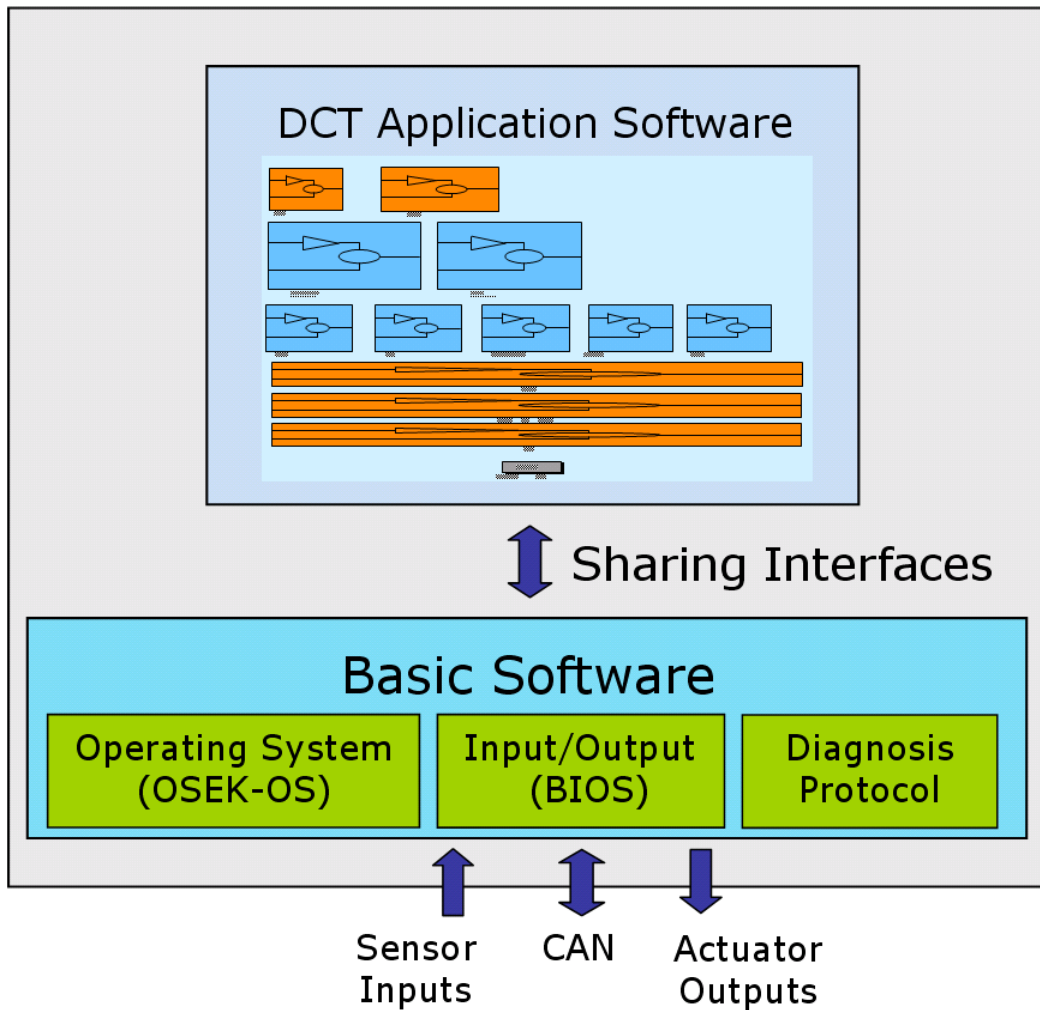 DCT Application Software
Sharing Interfaces
Basic Software
Operating System
(OSEK-OS)
Input/Output
(BIOS)
Diagnosis
Protocol
Sensor
Inputs
CAN
Actuator
Outputs